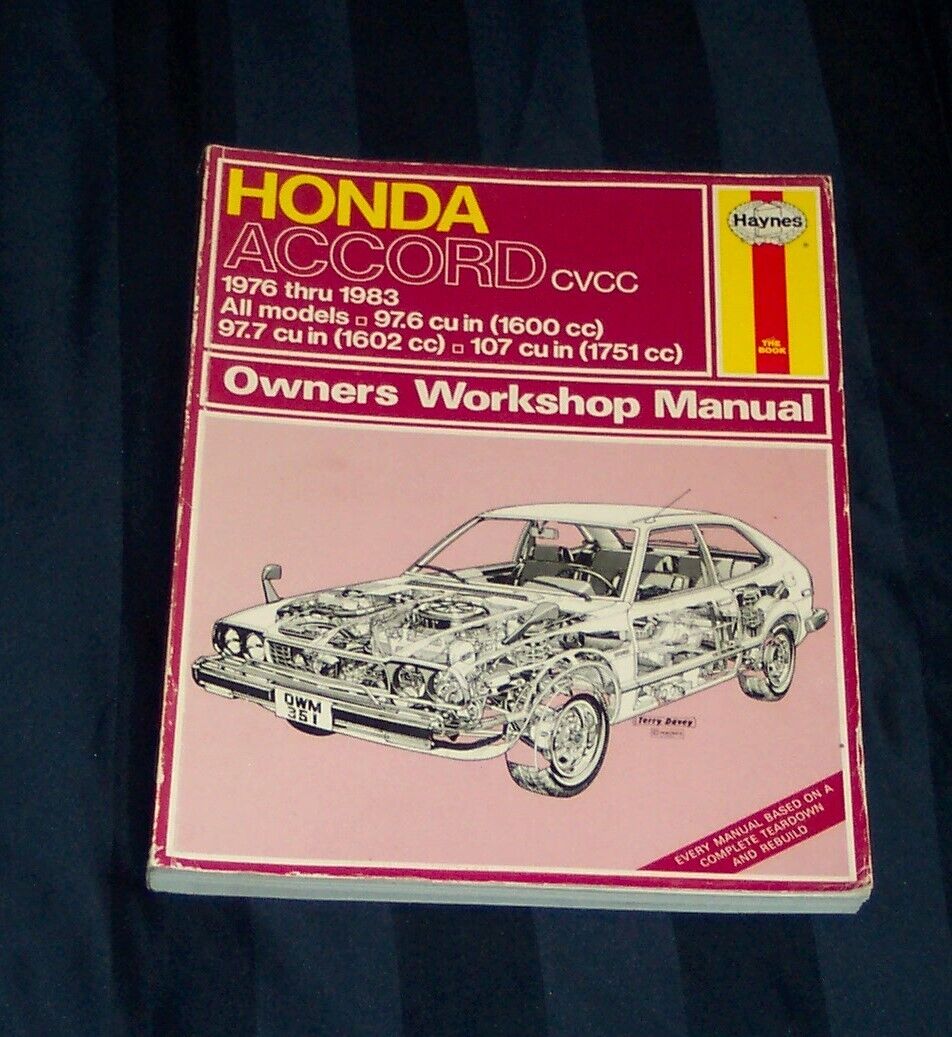 HONDA
ACCORD CVCC
1976 thru 1983
All models ▫ 97.6 cu in (1600 cc)
97.7 cu in (1602 cc) ▫ 107 cu in (1751 cc)
Haynes
®
THE
BOOK
Owners Workshop Manual
OWM
351
Terry Davey
EVERY MANUAL BASED ON A
COMPLETE TEARDOWN
AND REBUILD